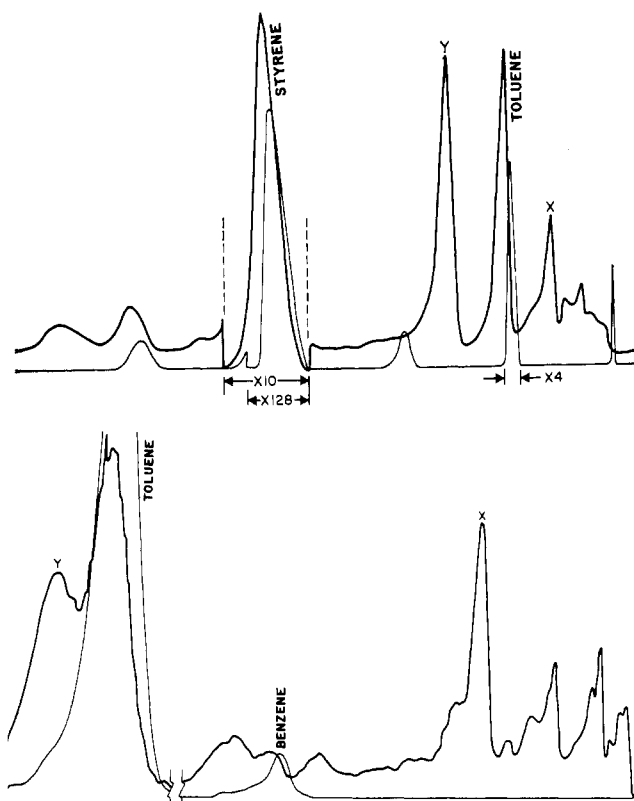 STYRENE
Y
TOLUENE
X
X10
X128
X4
Y
TOLUENE
BENZENE
X